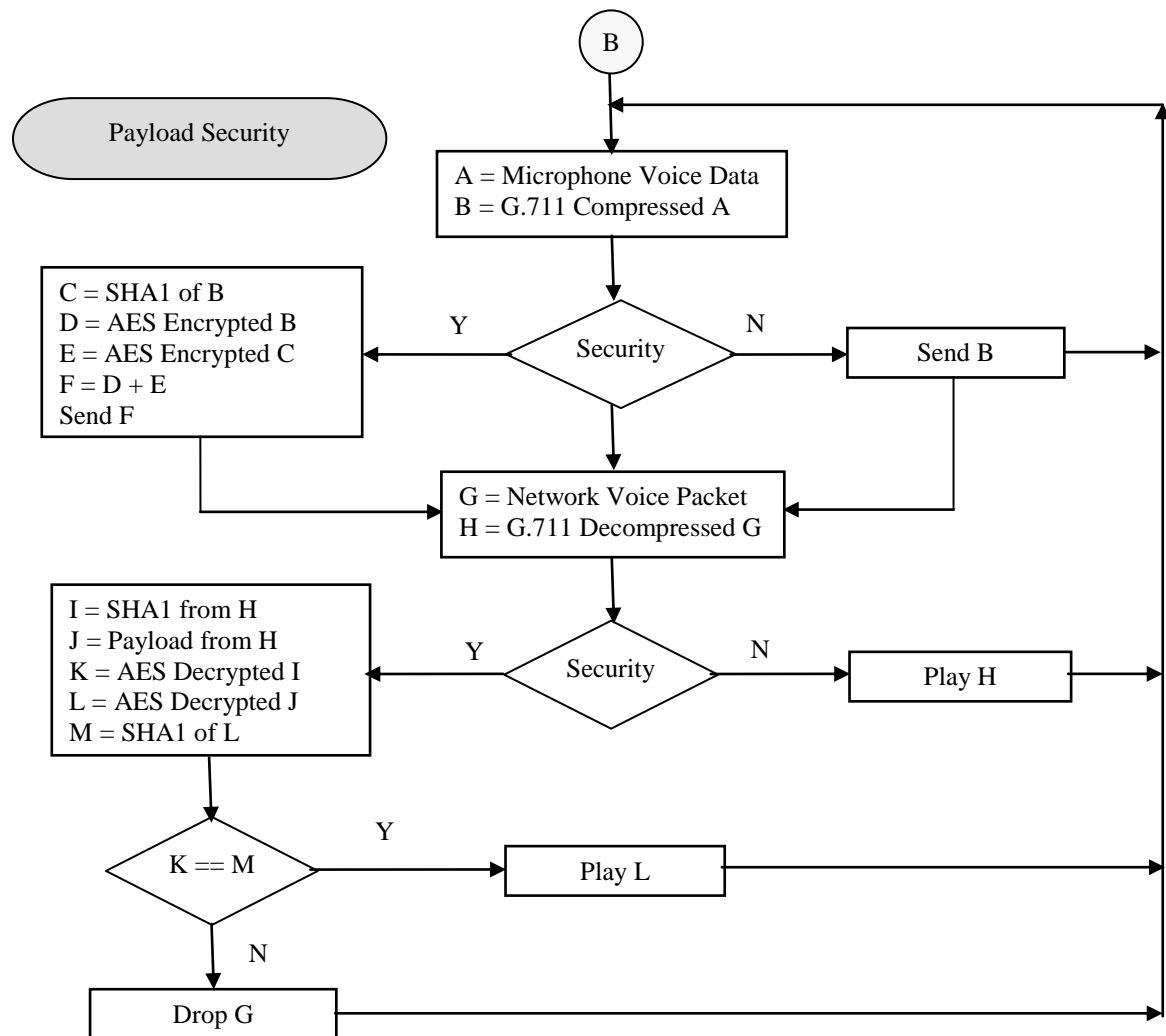 B
Payload Security
A = Microphone Voice Data
B = G.711 Compressed A
C = SHA1 of B
D = AES Encrypted B
E = AES Encrypted C
F = D + E
Send F
Y
Security
N
Send B
G = Network Voice Packet
H = G.711 Decompressed G
I = SHA1 from H
J = Payload from H
K = AES Decrypted I
L = AES Decrypted J
M = SHA1 of L
Y
Security
N
Play H
K == M
Y
Play L
N
Drop G